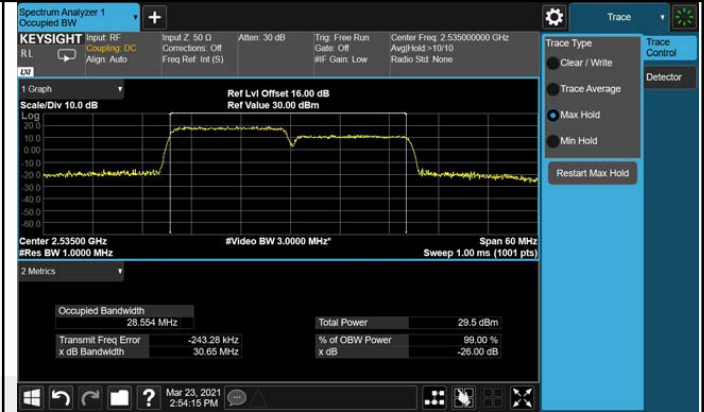 Spectrum Analyzer 1
Occupied BW
Trace
KEYSIGHT
RL
LXI
Input: RF
Coupling: DC
Align: Auto
Input Z: 50 Ω
Corrections: Off
Freq Ref: Int (S)
Atten: 30 dB
Trig: Free Run
Gate: Off
#IF Gain: Low
Center Freq: 2.535000000 GHz
Avg|Hold:>10/10
Radio Std: None
1 Graph
Scale/Div 10.0 dB
Ref Lvl Offset 16.00 dB
Ref Value 30.00 dBm
Log
20.0
10.0
0.00
-10.0
-20.0
-30.0
-40.0
-50.0
-60.0
Center 2.53500 GHz
#Res BW 1.0000 MHz
#Video BW 3.0000 MHz*
Span 60 MHz
Sweep 1.00 ms (1001 pts)
2 Metrics
Occupied Bandwidth
28.554 MHz
Total Power 29.5 dBm
Transmit Freq Error -243.28 kHz
% of OBW Power 99.00 %
x dB Bandwidth 30.65 MHz
x dB -26.00 dB
Mar 23, 2021
2:54:15 PM
Trace Type
Clear / Write
Trace Average
Max Hold
Min Hold
Restart Max Hold
Trace
Control
Detector